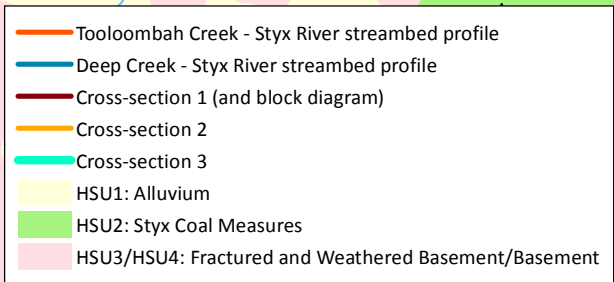 Tooloombah Creek - Styx River streambed profile
Deep Creek - Styx River streambed profile
Cross-section 1 (and block diagram)
Cross-section 2
Cross-section 3
HSU1: Alluvium
HSU2: Styx Coal Measures
HSU3/HSU4: Fractured and Weathered Basement/Basement